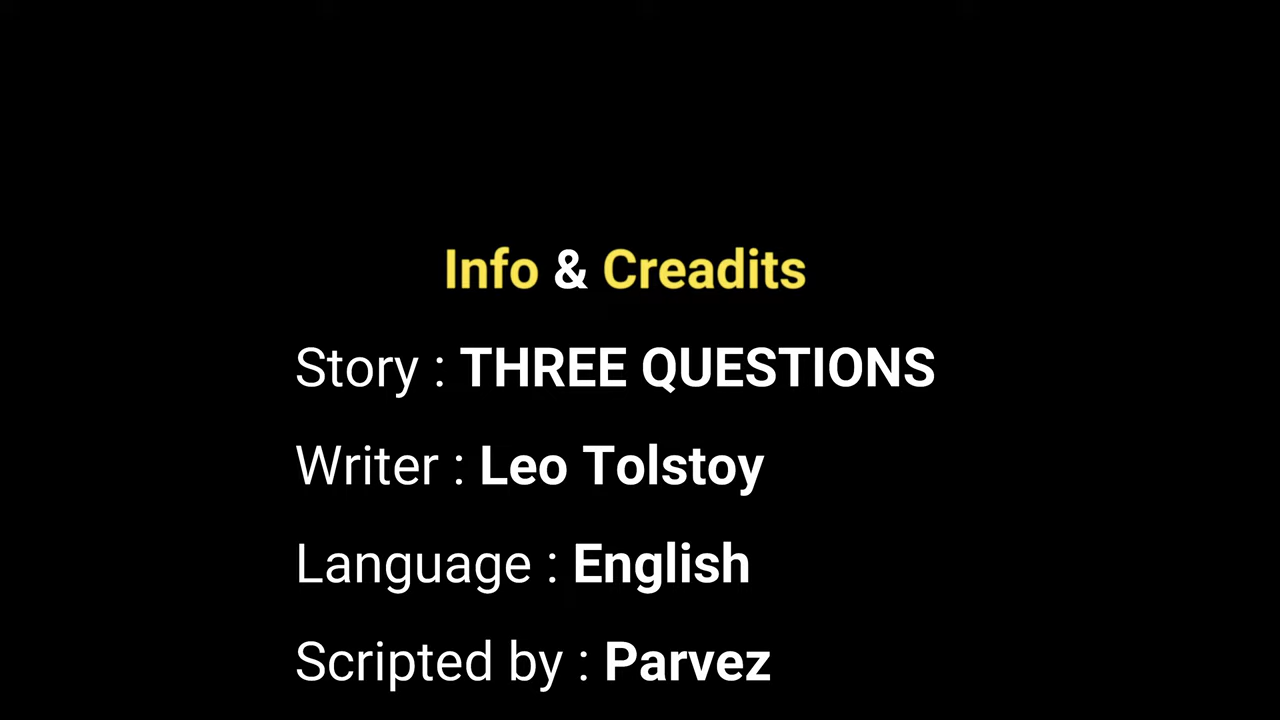 Info & Creadits
Story : THREE QUESTIONS
Writer : Leo Tolstoy
Language : English
Scripted by : Parvez